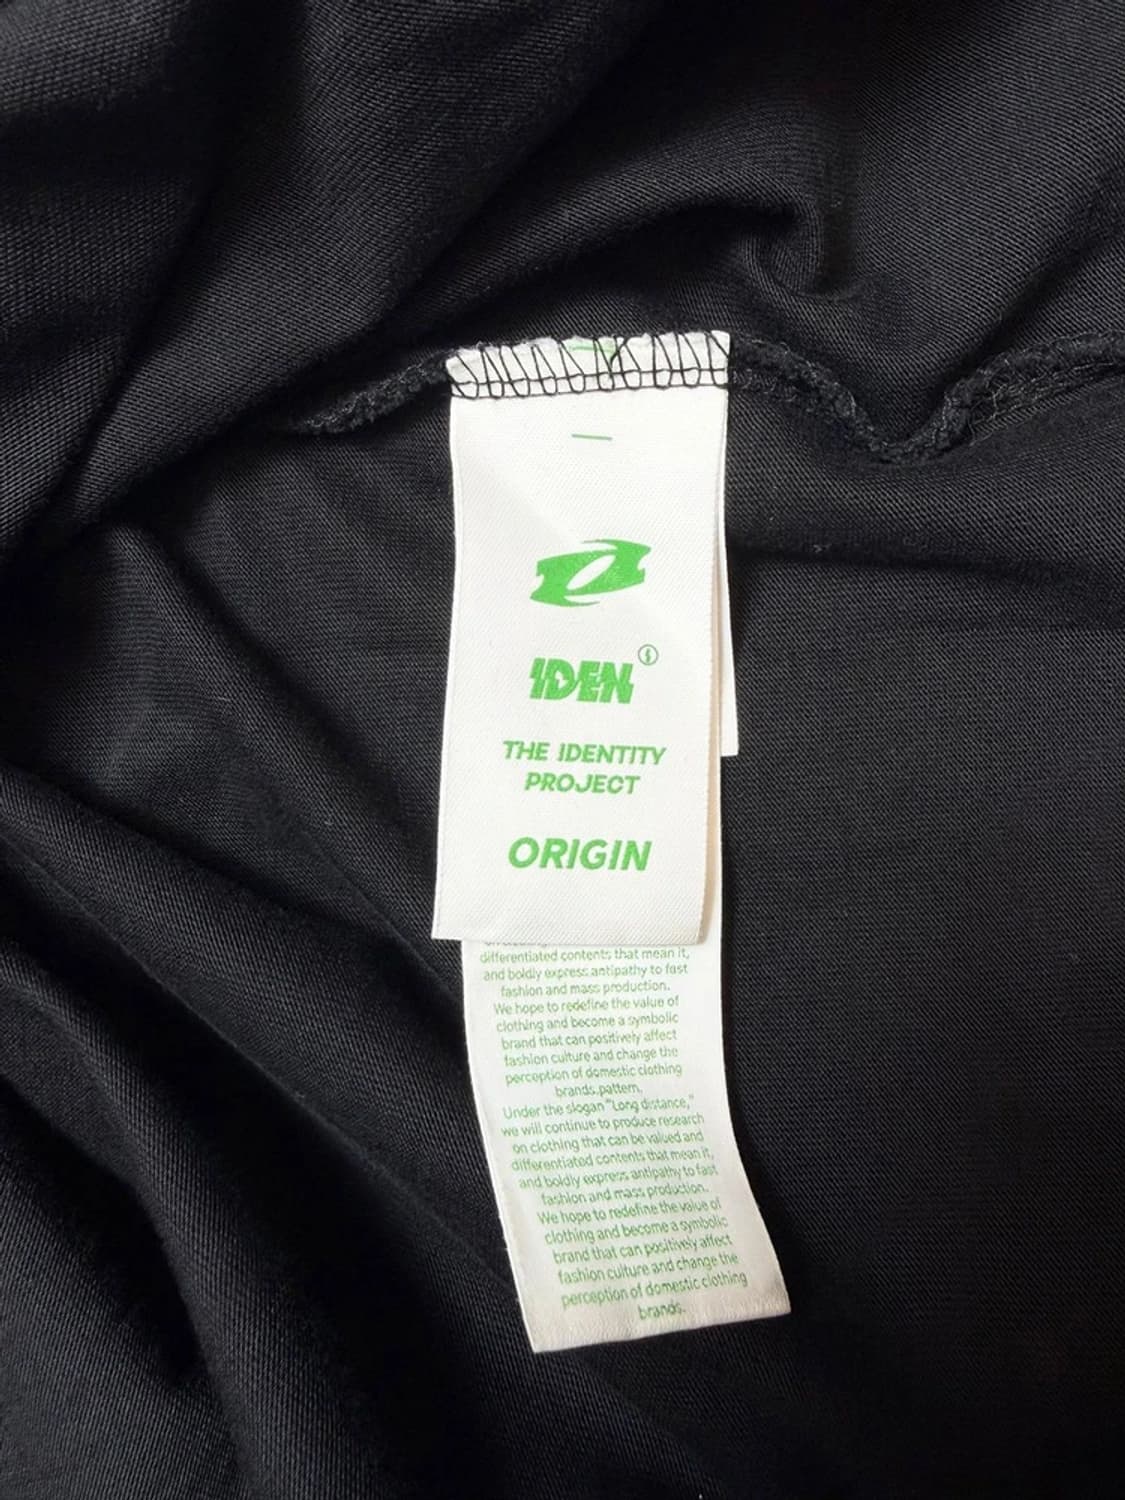 IDEN
THE IDENTITY
PROJECT
ORIGIN
differentiated contents that mean it,
and boldly express antipathy to fast
fashion and mass production.
We hope to redefine the value of
clothing and become a symbolic
brand that can positively affect
fashion culture and change the
perception of domestic clothing
brands.pattern.
Under the slogan "Long distance,"
we will continue to produce research
on clothing that can be valued and
differentiated contents that mean it,
and boldly express antipathy to fast
fashion and mass production.
We hope to redefine the value of
clothing and become a symbolic
brand that can positively affect
fashion culture and change the
perception of domestic clothing
brands.